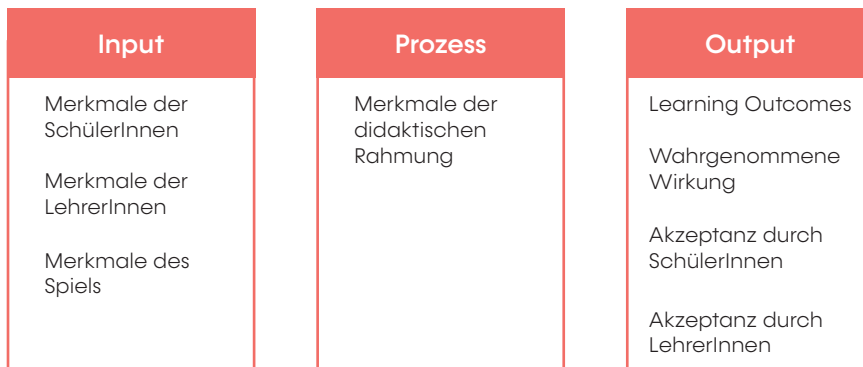 Input
Merkmale der
SchülerInnen
Merkmale der
LehrerInnen
Merkmale des
Spiels
Prozess
Merkmale der
didaktischen
Rahmung
Output
Learning Outcomes
Wahrgenommene
Wirkung
Akzeptanz durch
SchülerInnen
Akzeptanz durch
LehrerInnen